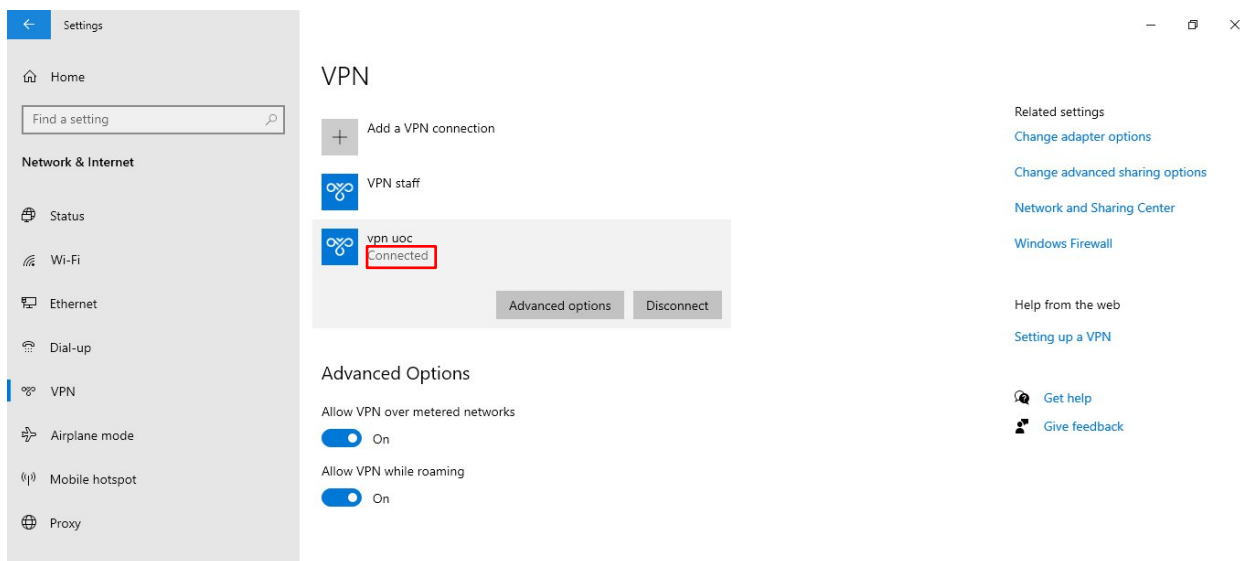 Settings
Home
Find a setting
Network & Internet
Status
Wi-Fi
Ethernet
Dial-up
VPN
Airplane mode
Mobile hotspot
Proxy
VPN
Add a VPN connection
VPN staff
vpn uoc
Connected
Advanced options
Disconnect
Advanced Options
Allow VPN over metered networks
On
Allow VPN while roaming
On
Related settings
Change adapter options
Change advanced sharing options
Network and Sharing Center
Windows Firewall
Help from the web
Setting up a VPN
Get help
Give feedback